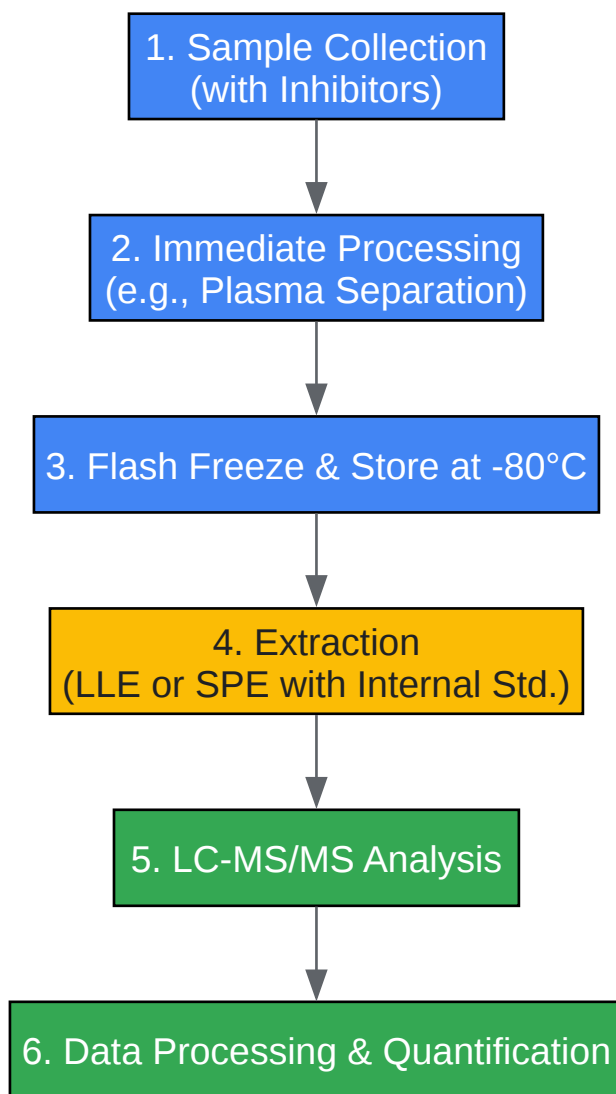 1. Sample Collection
(with Inhibitors)
2. Immediate Processing
(e.g., Plasma Separation)
3. Flash Freeze & Store at -80°C
4. Extraction
(LLE or SPE with Internal Std.)
5. LC-MS/MS Analysis
6. Data Processing & Quantification